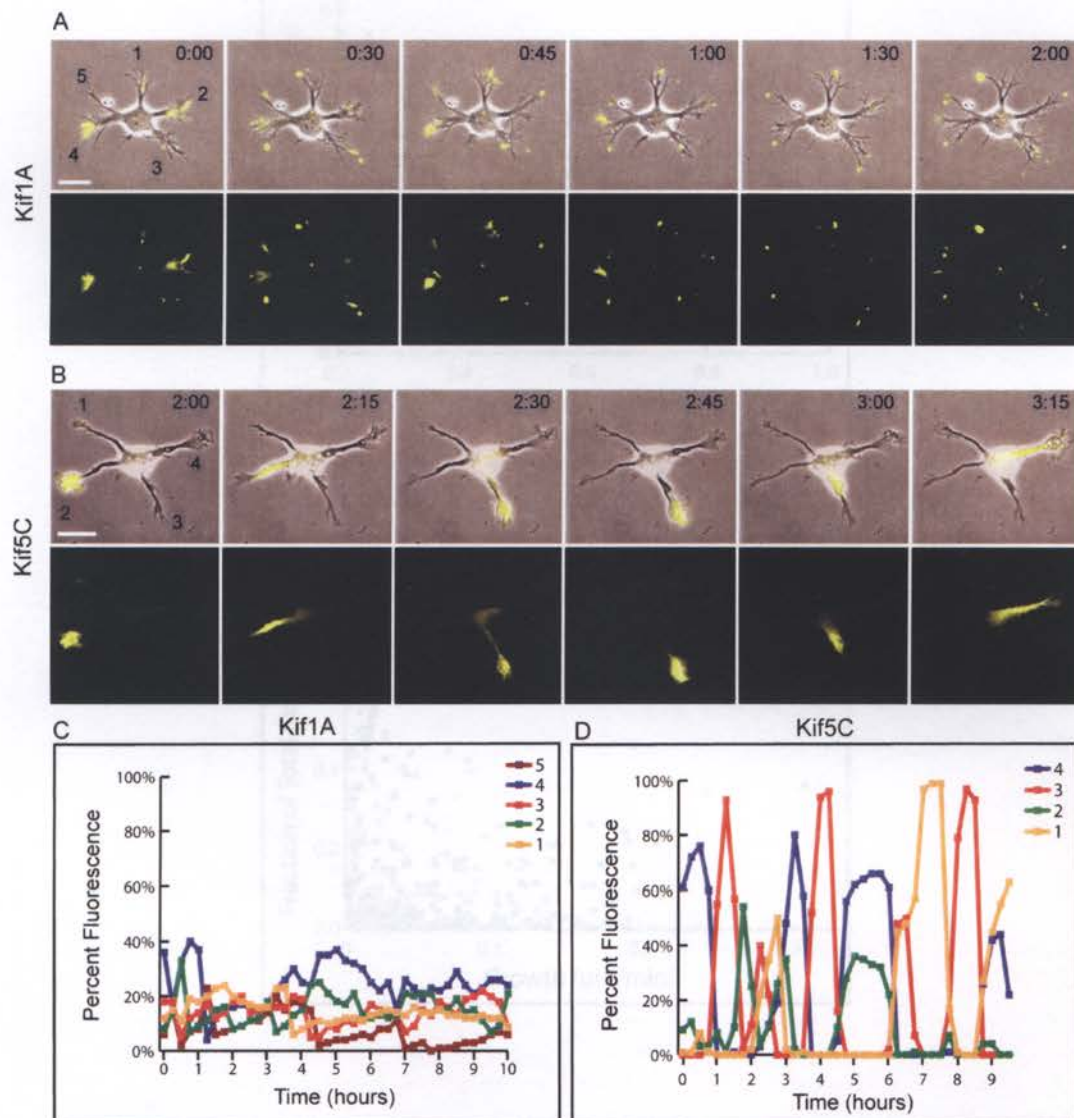 A
1 0:00 0:30 0:45 1:00 1:30 2:00
5
2
4
3
Kif1A
B
1 2:00 2:15 2:30 2:45 3:00 3:15
4
2
3
Kif5C
C Kif1A
100%
80%
60%
40%
20%
0%
Percent Fluorescence
5
4
3
2
1
0 1 2 3 4 5 6 7 8 9 10
Time (hours)
D Kif5C
100%
80%
60%
40%
20%
0%
Percent Fluorescence
4
3
2
1
0 1 2 3 4 5 6 7 8 9
Time (hours)